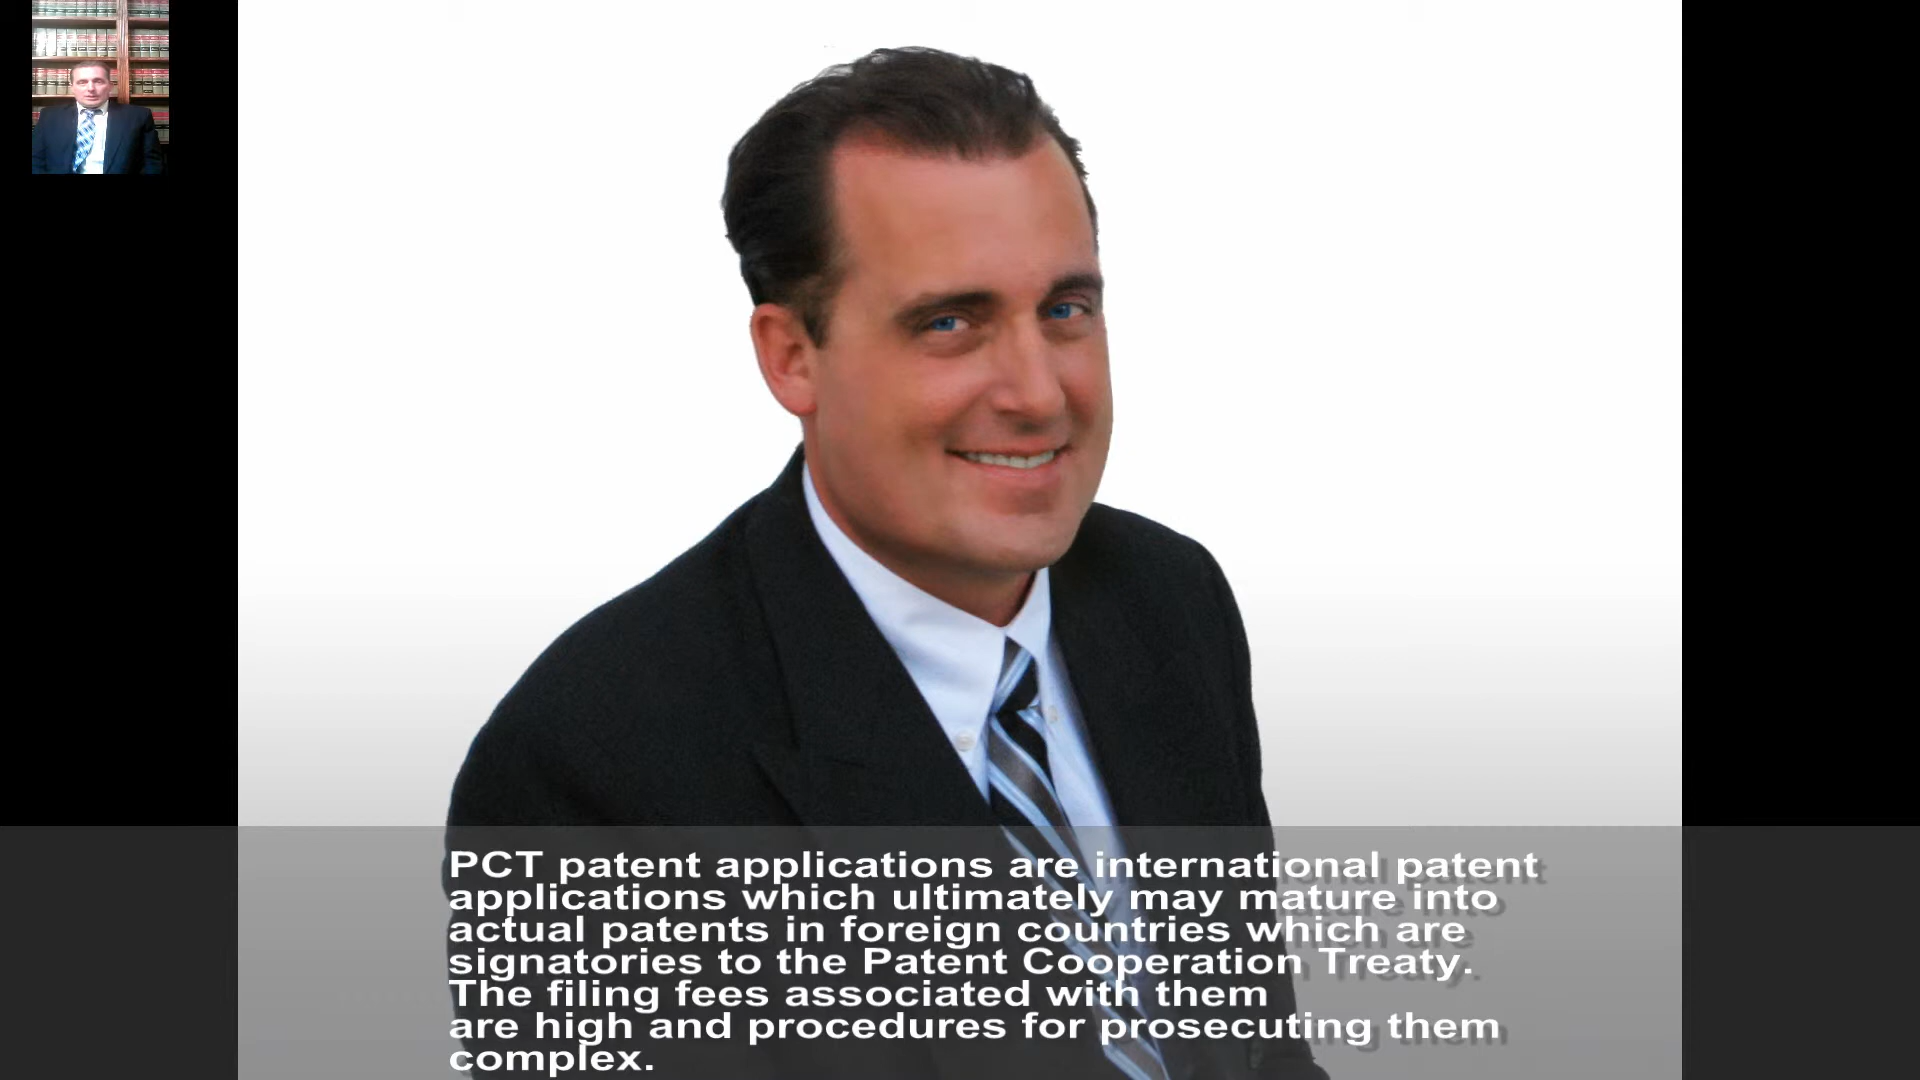 PCT patent applications are international patent
applications which ultimately may mature into
actual patents in foreign countries which are
signatories to the Patent Cooperation Treaty.
The filing fees associated with them
are high and procedures for prosecuting them
complex.